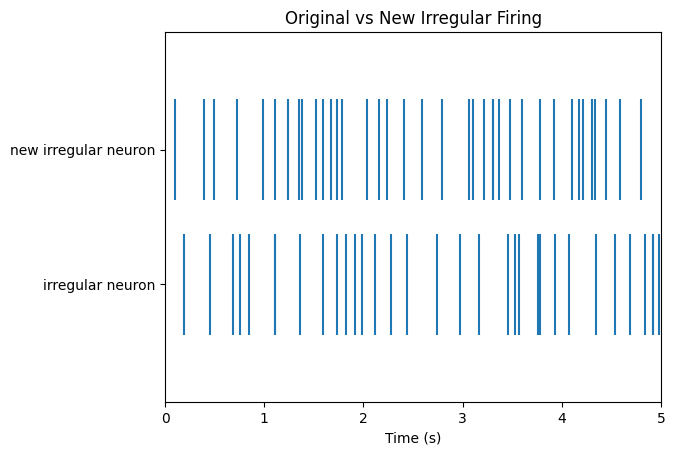 Original vs New Irregular Firing
new irregular neuron
irregular neuron
0 1 2 3 4 5
Time (s)